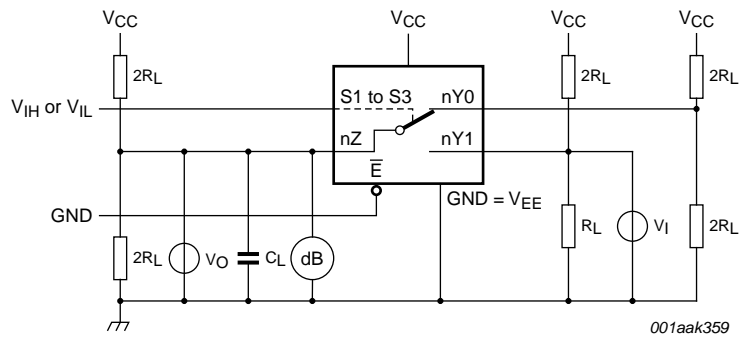 VCC VCC VCC VCC
2RL 2RL 2RL
VIH or VIL S1 to S3 nY0
nZ nY1
E
GND GND = VEE
2RL VO CL dB RL VI 2RL
001aak359